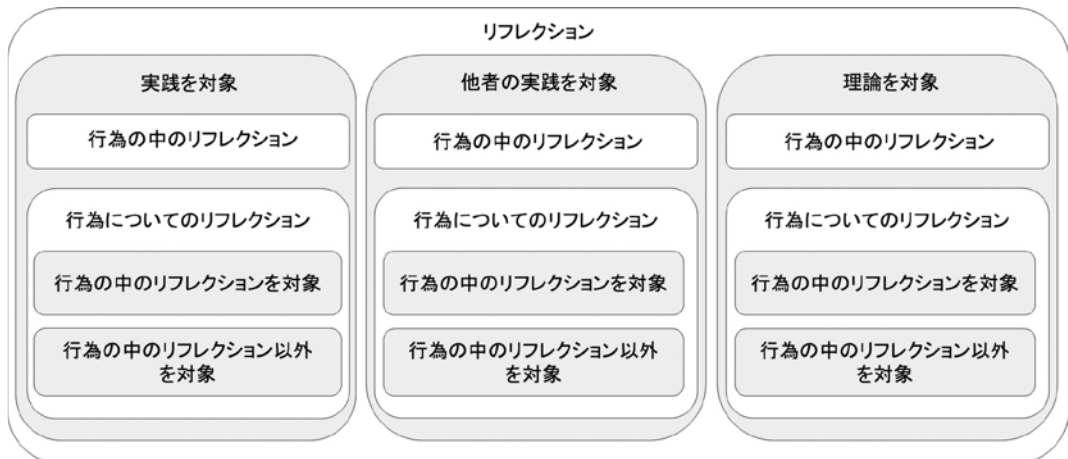 リフレクション
実践を対象
行為の中のリフレクション
行為についてのリフレクション
行為の中のリフレクションを対象
行為の中のリフレクション以外
を対象
他者の実践を対象
行為の中のリフレクション
行為についてのリフレクション
行為の中のリフレクションを対象
行為の中のリフレクション以外
を対象
理論を対象
行為の中のリフレクション
行為についてのリフレクション
行為の中のリフレクションを対象
行為の中のリフレクション以外
を対象